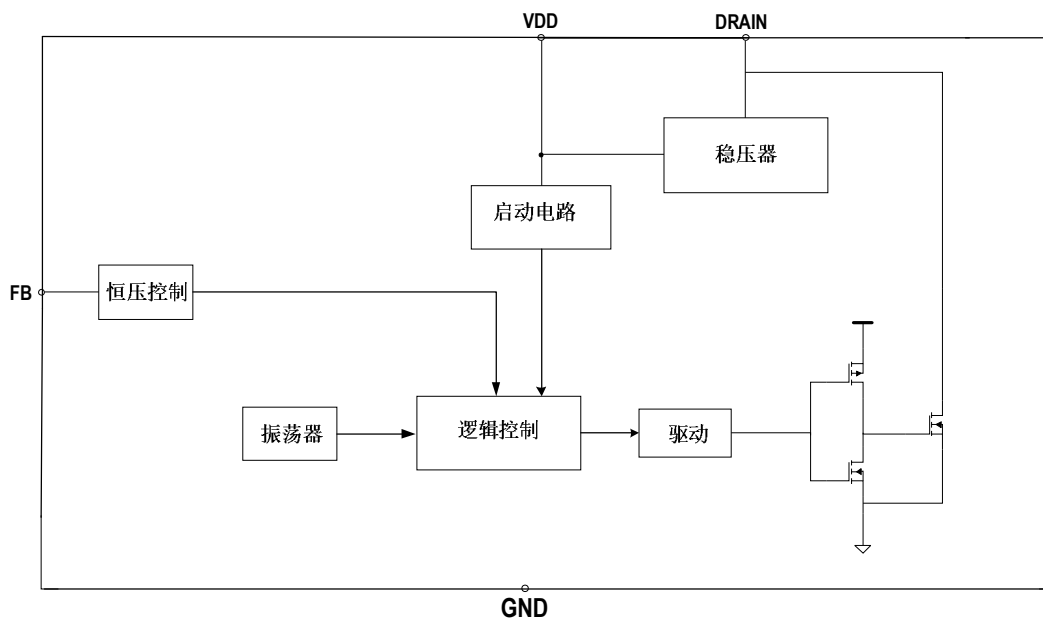 VDD
DRAIN
稳压器
启动电路
FB
恒压控制
振荡器
逻辑控制
驱动
GND